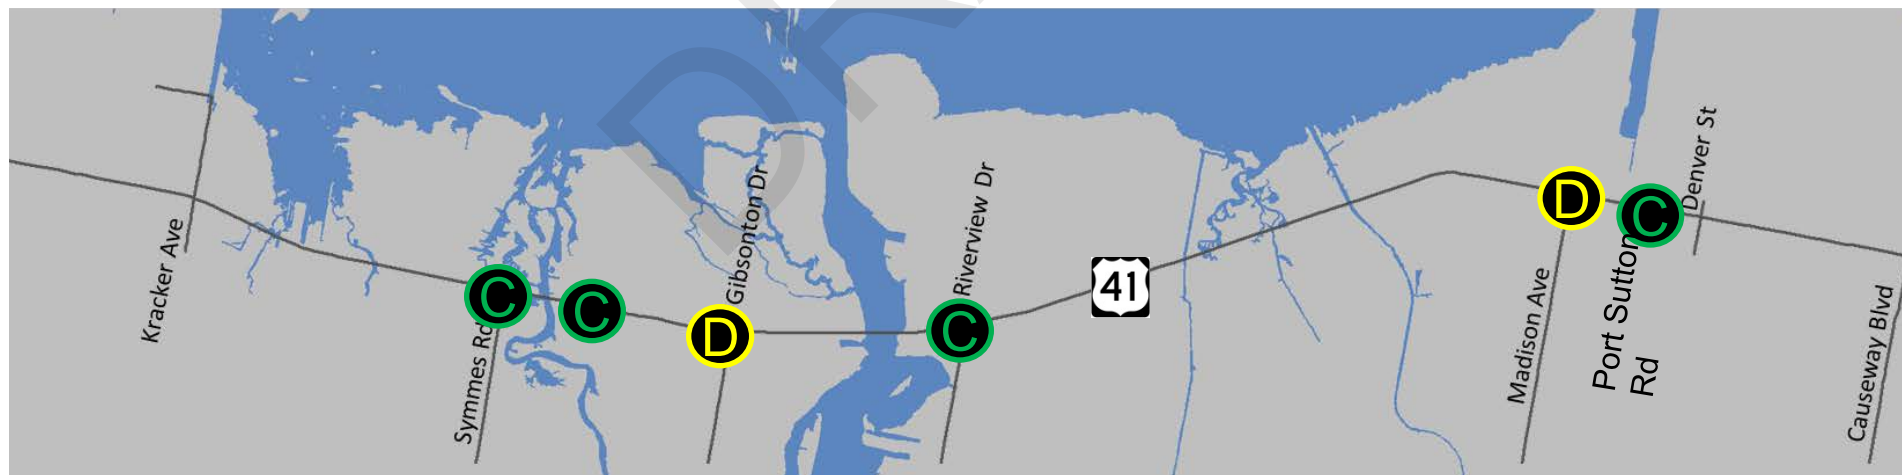 Kracker Ave
Symmes Rd
C
C
D
Gibsonton Dr
C
Riverview Dr
41
Madison Ave
D
C
Port Sutton
Rd
Denver St
Causeway Blvd